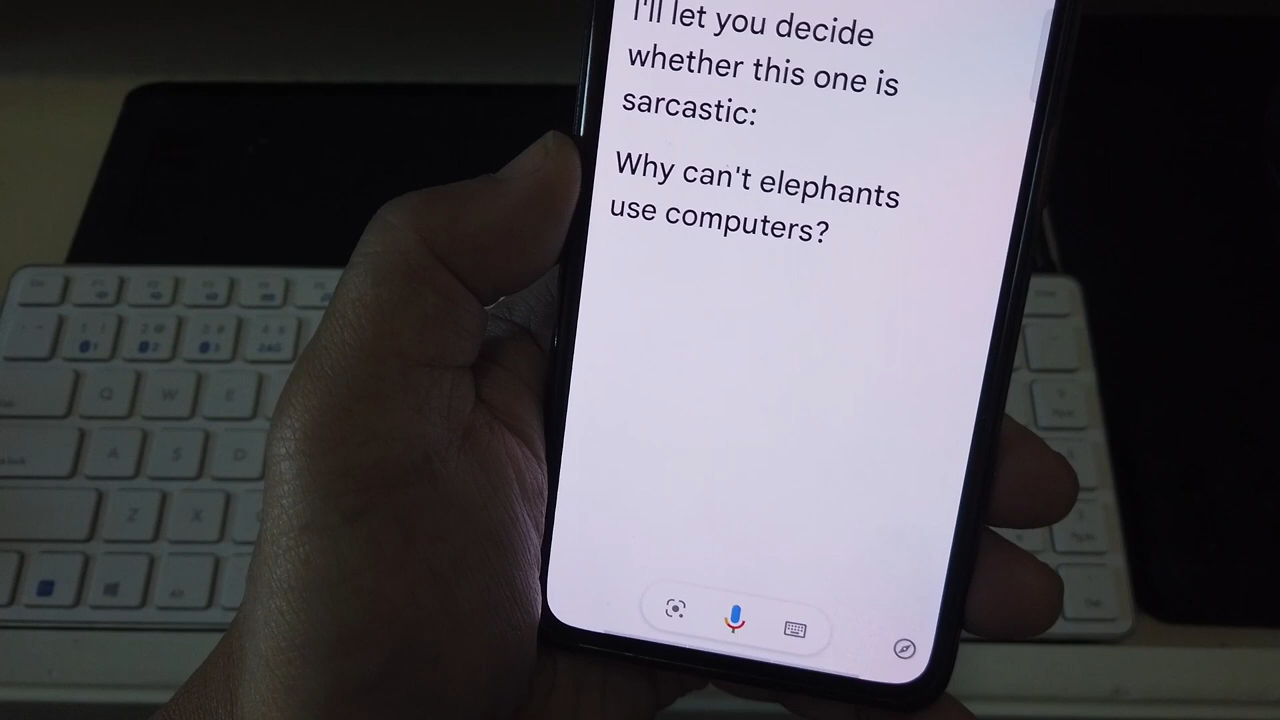 I'll let you decide
whether this one is
sarcastic:
Why can't elephants
use computers?
Q
W
E
A
S
D
Z
X